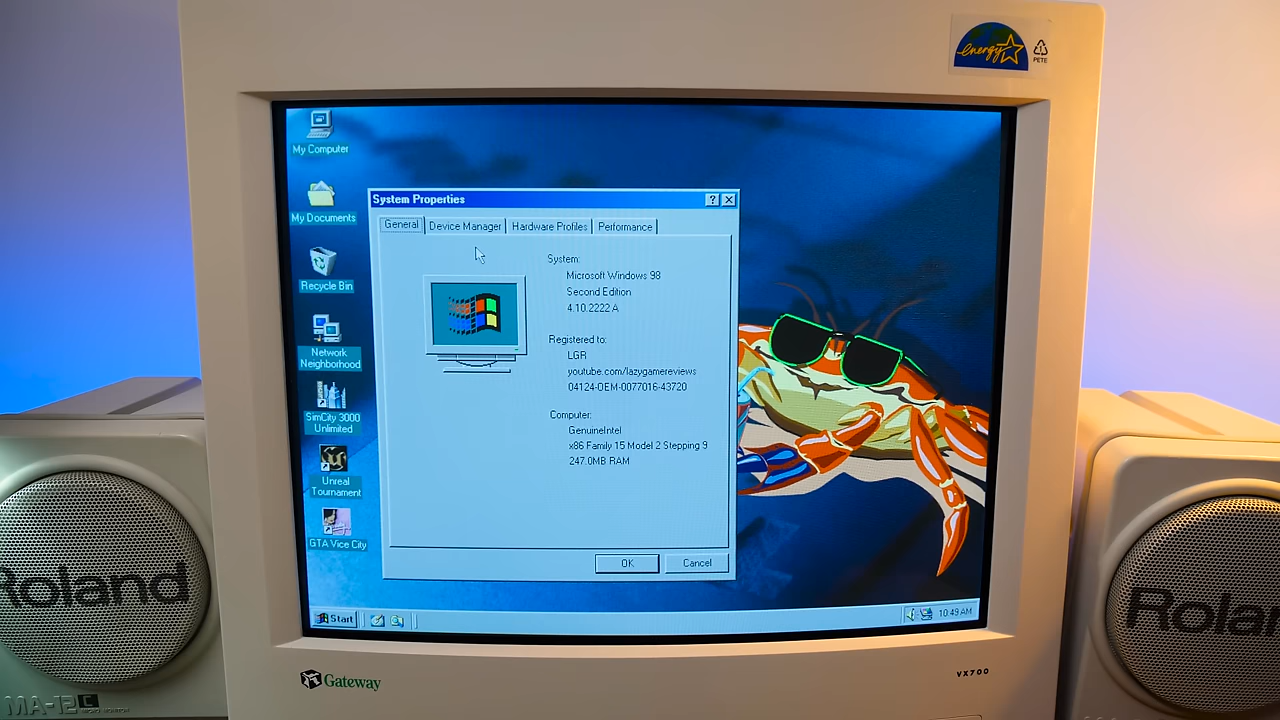 energy
PETE
My Computer
My Documents
Recycle Bin
Network
Neighborhood
SimCity 3000
Unlimited
Unreal
Tournament
GTA Vice City
System Properties
?
General
Device Manager
Hardware Profiles
Performance
System:
Microsoft Windows 98
Second Edition
4.10.2222 A
Registered to:
LGR
youtube.com/lazygamereviews
04124-OEM-0077016-43720
Computer:
GenuineIntel
x86 Family 15 Model 2 Stepping 9
247.0MB RAM
OK
Cancel
Start
10:49 AM
Gateway
VX700
Roland
MA-12C
MICRO MONITOR
Roland